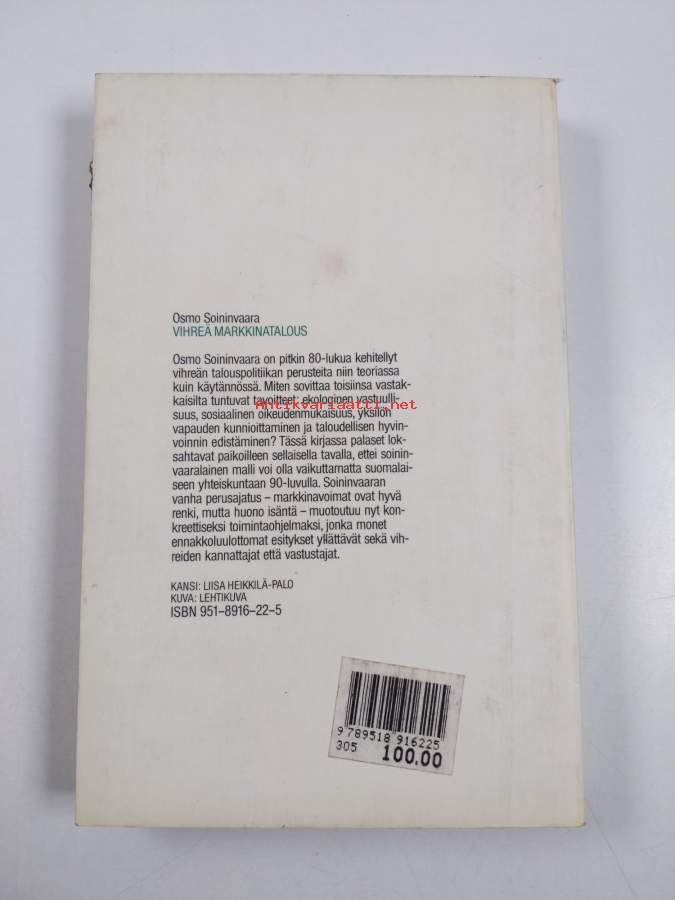 Osmo Soininvaara
VIHREÄ MARKKINATALOUS
Osmo Soininvaara on pitkin 80-lukua kehitellyt
vihreän talouspolitiikan perusteita niin teoriassa
kuin käytännössä. Miten sovittaa toisiinsa vastak-
kaisilta tuntuvat tavoitteet: ekologinen vastuulli-
suus, sosiaalinen oikeudenmukaisuus, yksilön
vapauden kunnioittaminen ja taloudellisen hyvin-
voinnin edistäminen? Tässä kirjassa palaset lok-
sahtavat paikoilleen sellaisella tavalla, ettei soinin-
vaaralainen malli voi olla vaikuttamatta suomalai-
seen yhteiskuntaan 90-luvulla. Soininvaaran
vanha perusajatus – markkinavoimat ovat hyvä
renki, mutta huono isäntä – muotoutuu nyt kon-
kreettiseksi toimintaohjelmaksi, jonka monet
ennakkoluulottomat esitykset yllättävät sekä vih-
reiden kannattajat että vastustajat.
KANSI: LIISA HEIKKILÄ-PALO
KUVA: LEHTIKUVA
ISBN 951–8916–22–5
9 789518 916225
305 100.00
Antikvariaatti.net